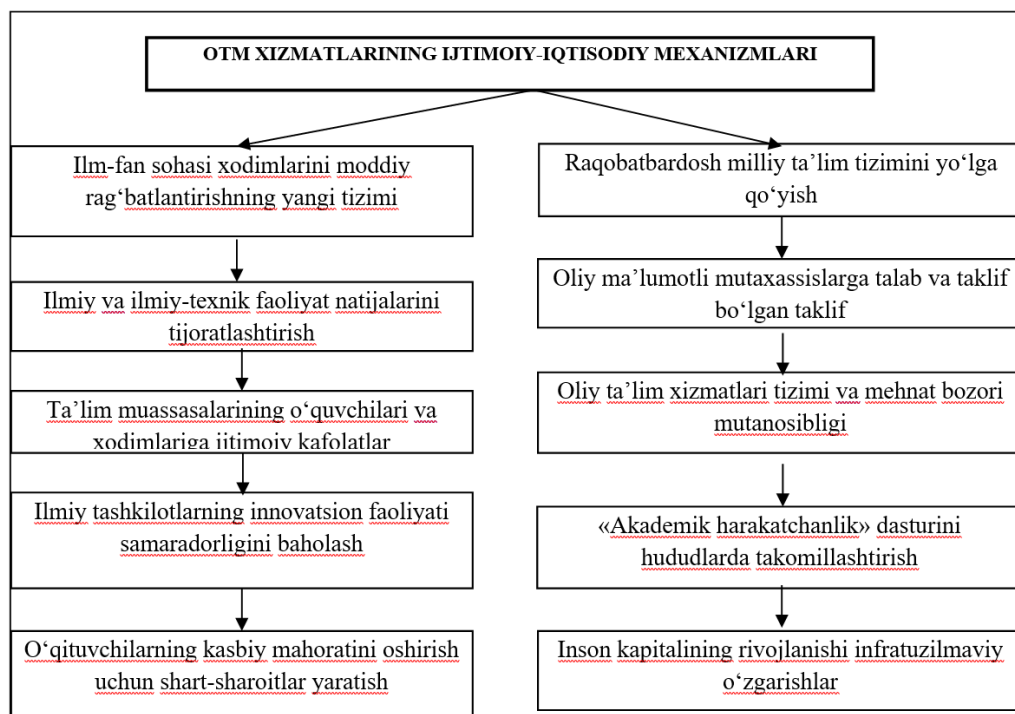 OTM XIZMATLARINING IJTIMOIY-IQTISODIY MEXANIZMLARI
Ilm-fan sohasi xodimlarini moddiy
rag‘batlantirishning yangi tizimi
Ilmiy va ilmiy-texnik faoliyat natijalarini
tijoratlashtirish
Ta’lim muassasalarining o‘quvchilari va
xodimlariga ijtimoiy kafolatlar
Ilmiy tashkilotlarning innovatsion faoliyati
samaradorligini baholash
O‘qituvchilarning kasbiy mahoratini oshirish
uchun shart-sharoitlar yaratish
Raqobatbardosh milliy ta’lim tizimini yo‘lga
qo‘yish
Oliy ma’lumotli mutaxassislarga talab va taklif
bo‘lgan taklif
Oliy ta’lim xizmatlari tizimi va mehnat bozori
mutanosibligi
«Akademik harakatchanlik» dasturini
hududlarda takomillashtirish
Inson kapitalining rivojlanishi infratuzilmaviy
o‘zgarishlar